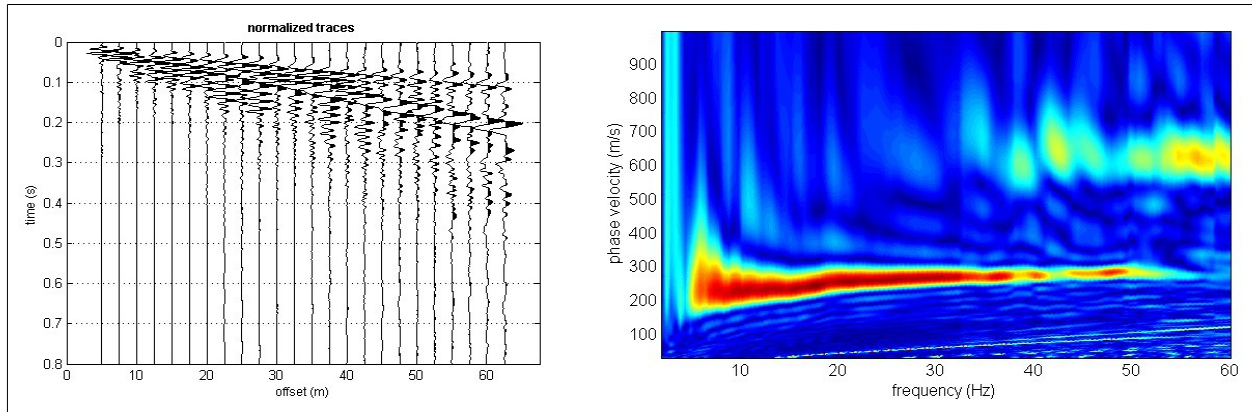 normalized traces
0
0.1
0.2
0.3
0.4
0.5
0.6
0.7
0.8
time (s)
0 10 20 30 40 50 60
offset (m)
900
800
700
600
500
400
300
200
100
phase velocity (m/s)
10 20 30 40 50 60
frequency (Hz)